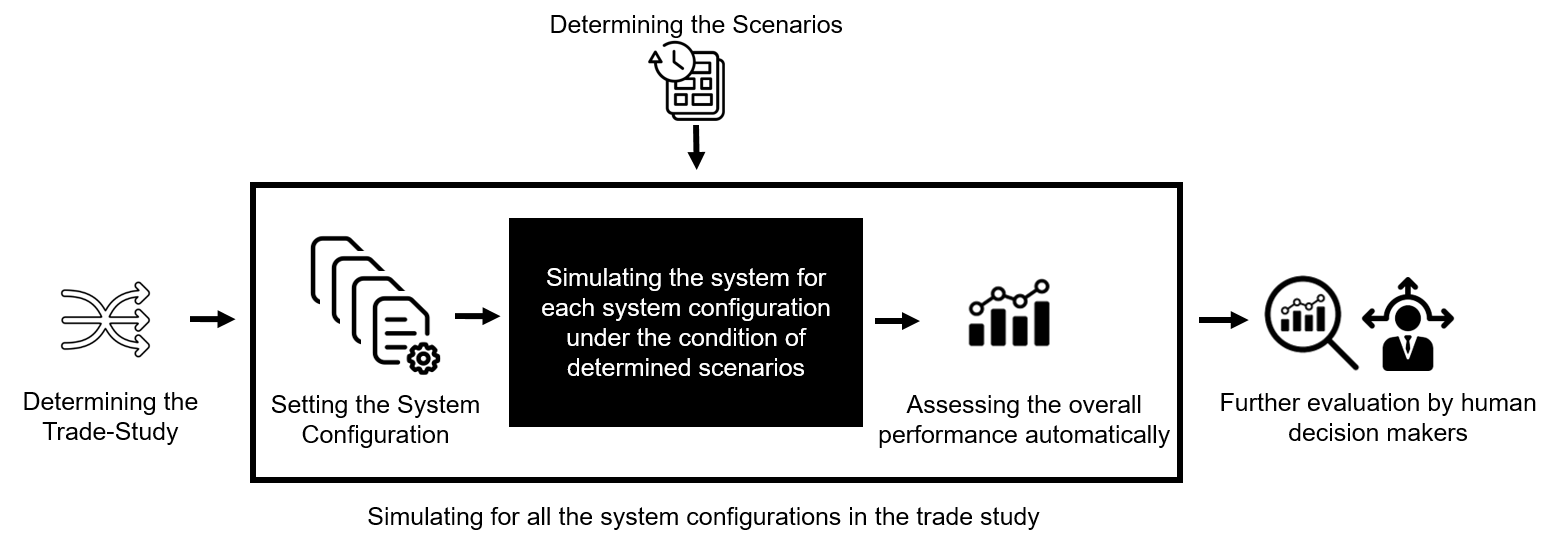 Determining the Scenarios
Simulating the system for
each system configuration
under the condition of
determined scenarios
Determining the
Trade-Study
Setting the System
Configuration
Assessing the overall
performance automatically
Further evaluation by human
decision makers
Simulating for all the system configurations in the trade study